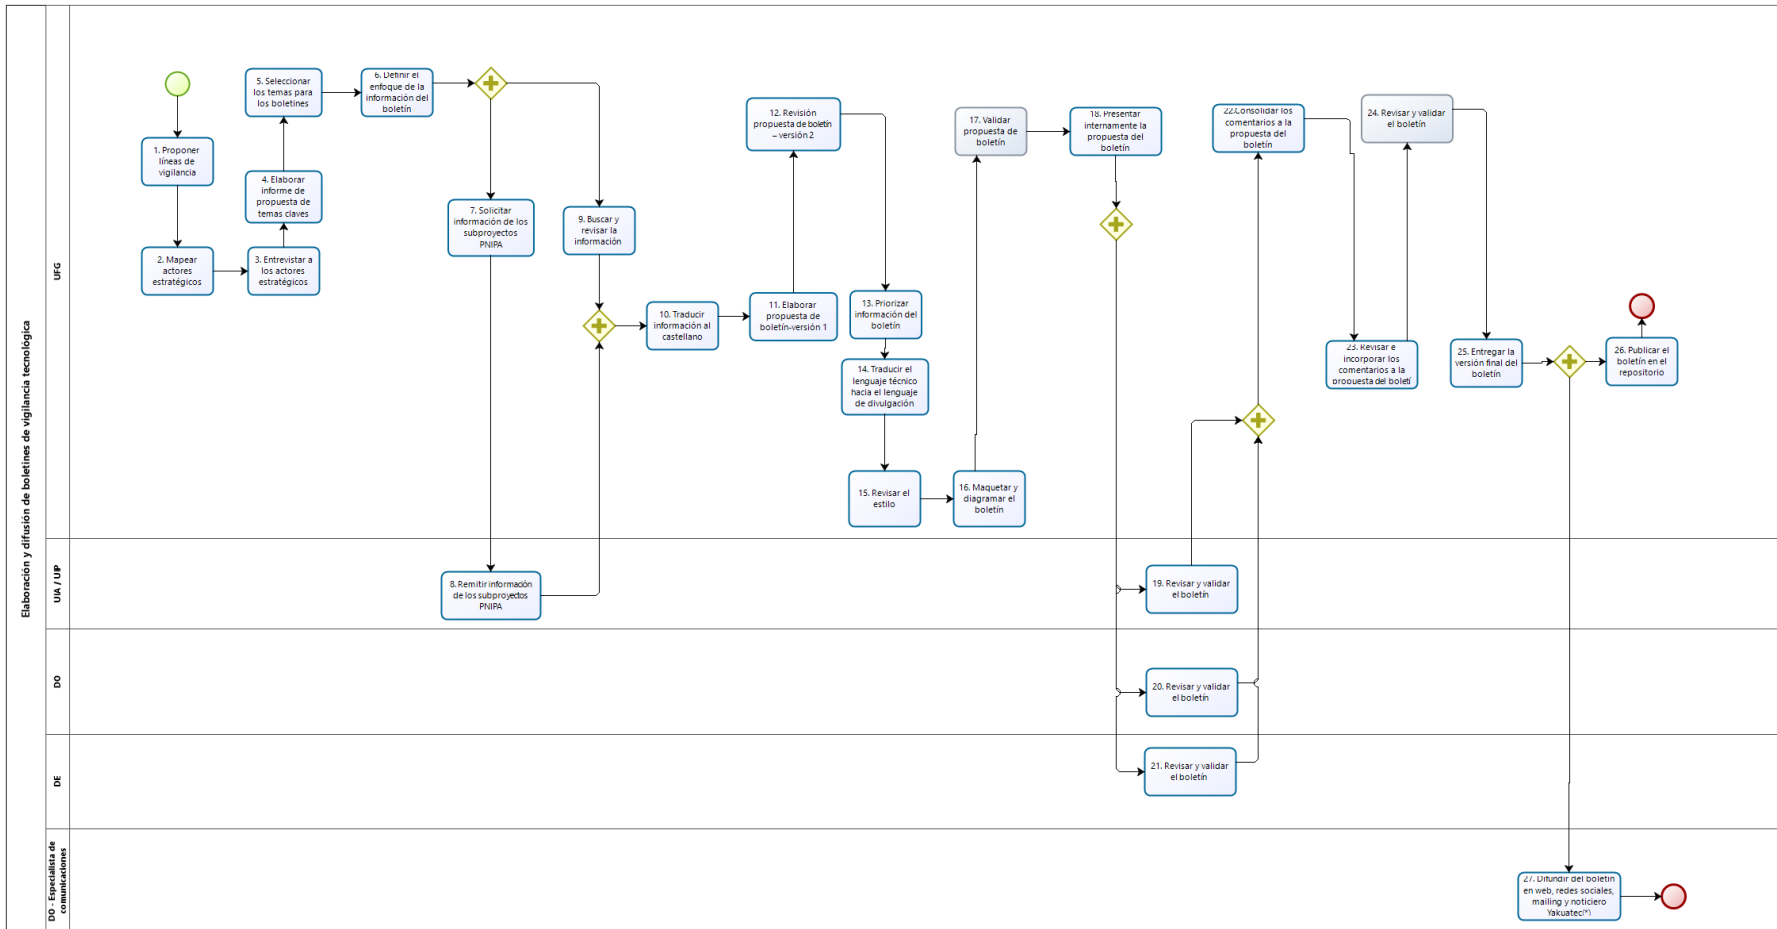 Elaboración y difusión de boletines de vigilancia tecnológica
UFG
1. Proponer
líneas de
vigilancia
2. Mapear
actores
estratégicos
3. Entrevistar a
los actores
estratégicos
4. Elaborar
informe de
propuesta de
temas claves
5. Seleccionar
los temas para
los boletines
6. Definir el
enfoque de la
información del
boletín
7. Solicitar
información de los
subproyectos
PNIPA
9. Buscar y
revisar la
información
10. Traducir
información al
castellano
11. Elaborar
propuesta de
boletín-versión 1
12. Revisión
propuesta de boletín
– versión 2
13. Priorizar
información del
boletín
14. Traducir el
lenguaje técnico
hacia el lenguaje
de divulgación
15. Revisar el
estilo
16. Maquetar y
diagramar el
boletín
17. Validar
propuesta de
boletín
18. Presentar
internamente la
propuesta del
boletín
22.Consolidar los
comentarios a la
propuesta del
boletín
23. Revisar e
incorporar los
comentarios a la
propuesta del boletí
24. Revisar y validar
el boletín
25. Entregar la
versión final del
boletín
26. Publicar el
boletín en el
repositorio
UIA / UIP
8. Remitir información
de los subproyectos
PNIPA
19. Revisar y validar
el boletín
DO
20. Revisar y validar
el boletín
DE
21. Revisar y validar
el boletín
DO - Especialista de
comunicaciones
27. Difundir del boletín
en web, redes sociales,
mailing y noticiero
Yakuatec(*)